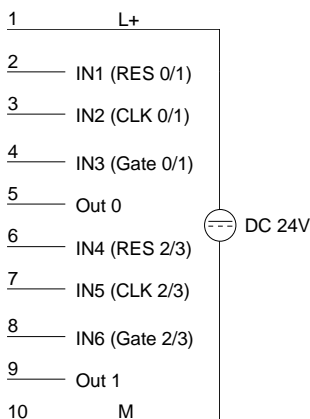 1 L+
2 IN1 (RES 0/1)
3 IN2 (CLK 0/1)
4 IN3 (Gate 0/1)
5 Out 0
DC 24V
6 IN4 (RES 2/3)
7 IN5 (CLK 2/3)
8 IN6 (Gate 2/3)
9 Out 1
10 M